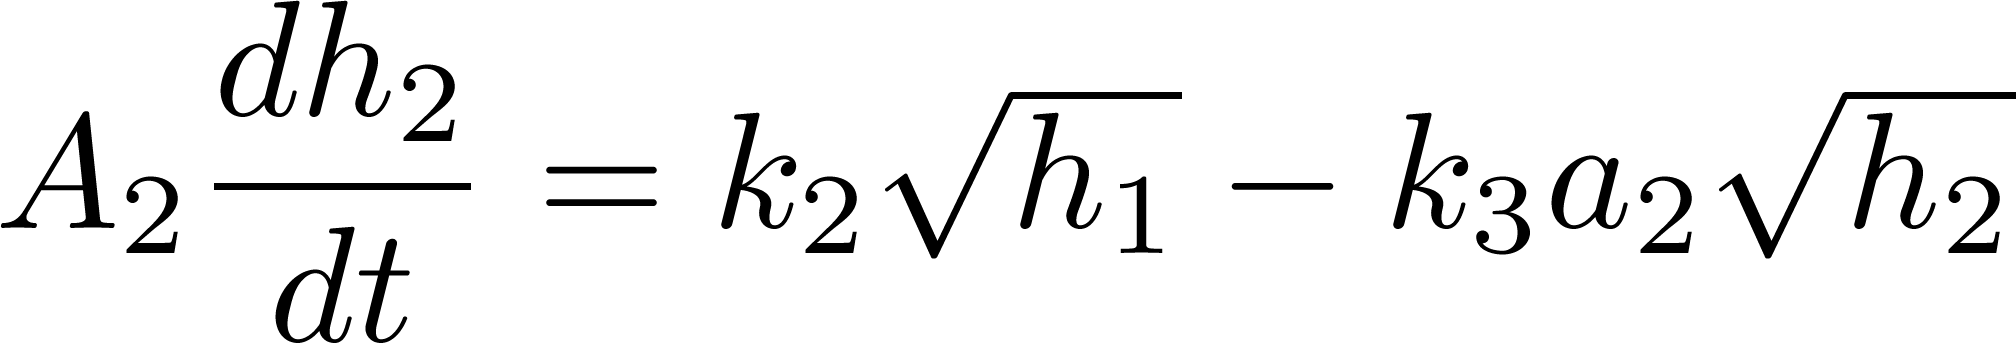 A_2 \frac{dh_2}{dt} = k_2\sqrt{h_1} - k_3 a_2\sqrt{h_2}